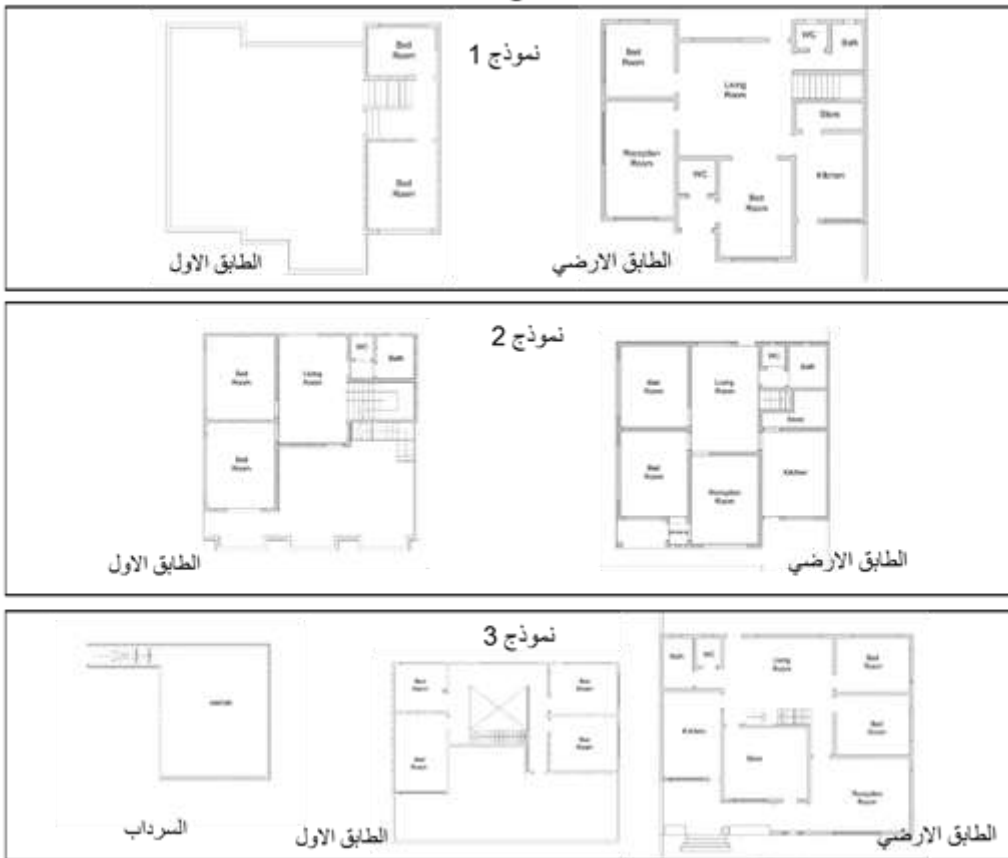 نموذج 1
Bed
Room
Bed
Room
الطابق الاول
Bed
Room
Living
Room
WC
Bath
Store
Reception
Room
WC
Bed
Room
Kitchen
الطابق الارضي
نموذج 2
Bed
Room
Living
Room
WC
Bath
Bed
Room
الطابق الاول
Bed
Room
Living
Room
WC
Bath
Store
Bed
Room
Reception
Room
Kitchen
الطابق الارضي
نموذج 3
السرداب
Bed
Room
Bed
Room
Bed
Room
Bed
Room
الطابق الاول
Bath
WC
Living
Room
Bed
Room
Kitchen
Bed
Room
Store
Reception
Room
الطابق الارضي